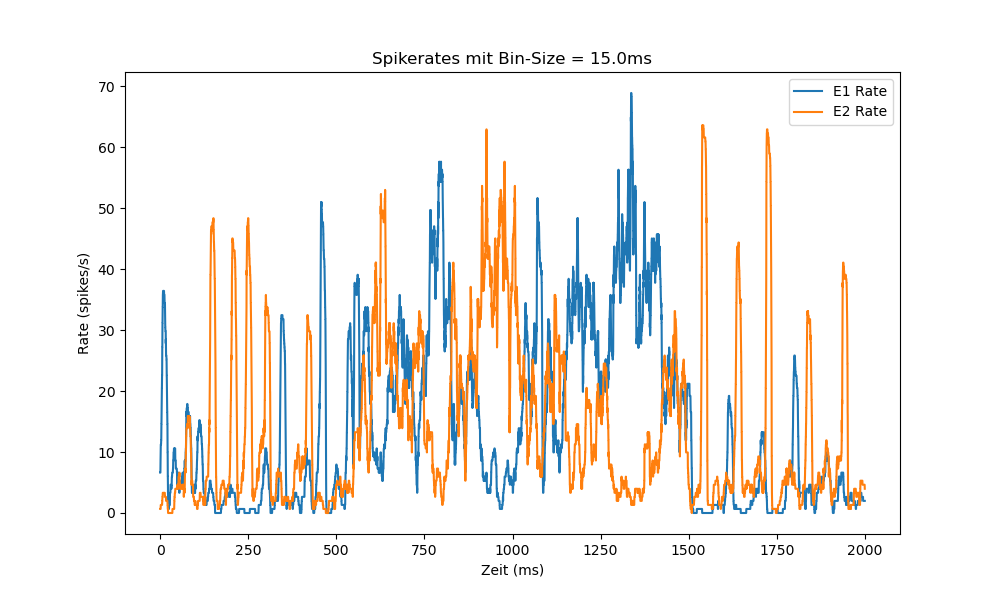 Spikerates mit Bin-Size = 15.0ms
E1 Rate
E2 Rate
Rate (spikes/s)
70
60
50
40
30
20
10
0
0 250 500 750 1000 1250 1500 1750 2000
Zeit (ms)